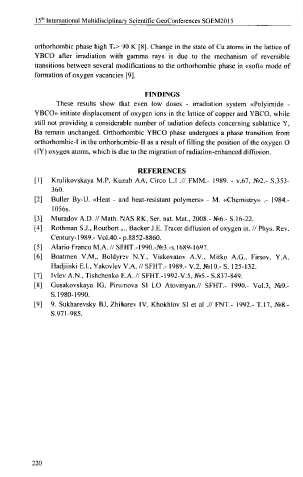 15th International Multidisciplinary Scientific GeoConferences SGEM2015
orthorhombic phase high Tc> 90 K [8]. Change in the state of Cu atoms in the lattice of
YBCO after irradiation with gamma rays is due to the mechanism of reversible
transitions between several modifications to the orthorhombic phase in «soft» mode of
formation of oxygen vacancies [9].
FINDINGS
These results show that even low doses - irradiation system «Polyimide -
YBCO» initiate displacement of oxygen ions in the lattice of copper and YBCO, while
still not providing a considerable number of radiation defects concerning sublattice Y,
Ba remain unchanged. Orthorhombic YBCO phase undergoes a phase transition from
orthorhombic-I in the orthorhombic-II as a result of filling the position of the oxygen O
(IY) oxygen atoms, which is due to the migration of radiation-enhanced diffusion.
REFERENCES
[1] Krulikovskaya M.P, Kuzub AA, Circo L.I .// FMM.- 1989. - v.67, №2.- S.353-
360.
[2] Buller By-U. «Heat - and heat-resistant polymers» - M. «Chemistry» .- 1984.-
1056s.
[3] Muradov A.D. // Math. NAS RK, Ser. nat. Mat., 2008.- №6.- S.16-22.
[4] Rothman S.J., Routbort ..., Backer J.E. Tracer diffusion of oxygen in. // Phys. Rev.
Century-1989.- Vol.40.- p.8852-8860.
[5] Alario Franco M.A. // SFHT.-1990.-№3.-s.1689-1697.
[6] Boatmen V.M., Boldyrev N.Y., Viskovatov A.V., Mitko A.G., Firsov, Y.A.
Hadjiiski E.I., Yakovlev V.A. // SFHT.- 1989.- V.2, №10.- S. 125-132.
[7] Ivlev A.N., Tishchenko E.A. // SFHT.-1992-V.5, №5.- S.837-849.
[8] Gusakovskaya IG, Pirumova SI LO Atovmyan.// SFHT.- 1990.- Vol.3, №9.-
S.1980-1990.
[9] 9. Sukharevsky BJ, Zhiharev IV, Khokhlov SI et al .// FNT.- 1992.- T.17, №8.-
S.971-985.
220